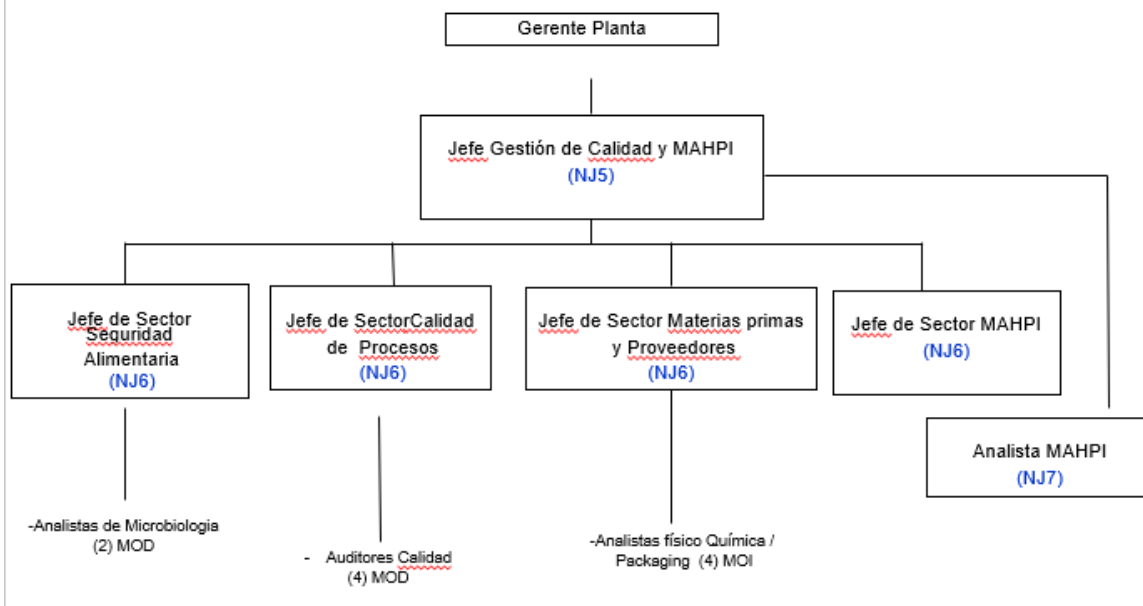 Gerente Planta
Jefe Gestión de Calidad y MAHPI
(NJ5)
Jefe de Sector
Seguridad
Alimentaria
(NJ6)
Jefe de SectorCalidad
de Procesos
(NJ6)
Jefe de Sector Materias primas
y Proveedores
(NJ6)
Jefe de Sector MAHPI
(NJ6)
Analista MAHPI
(NJ7)
-Analistas de Microbiologia
(2) MOD
- Auditores Calidad
(4) MOD
-Analistas físico Química /
Packaging (4) MOI